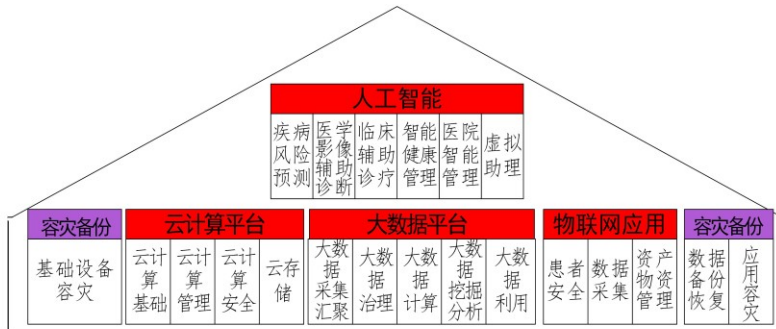 人工智能
疾病风险预测
医学影像辅助诊断
临床辅助诊疗
智能健康管理
医院智能管理
虚拟助理
容灾备份
云计算平台
大数据平台
物联网应用
容灾备份
基础设备容灾
云计算基础
云计算管理
云计算安全
云存储
大数据采集汇聚
大数据治理
大数据计算
大数据挖掘分析
大数据利用
患者安全
数据采集
资产物资管理
数据备份恢复
应用容灾